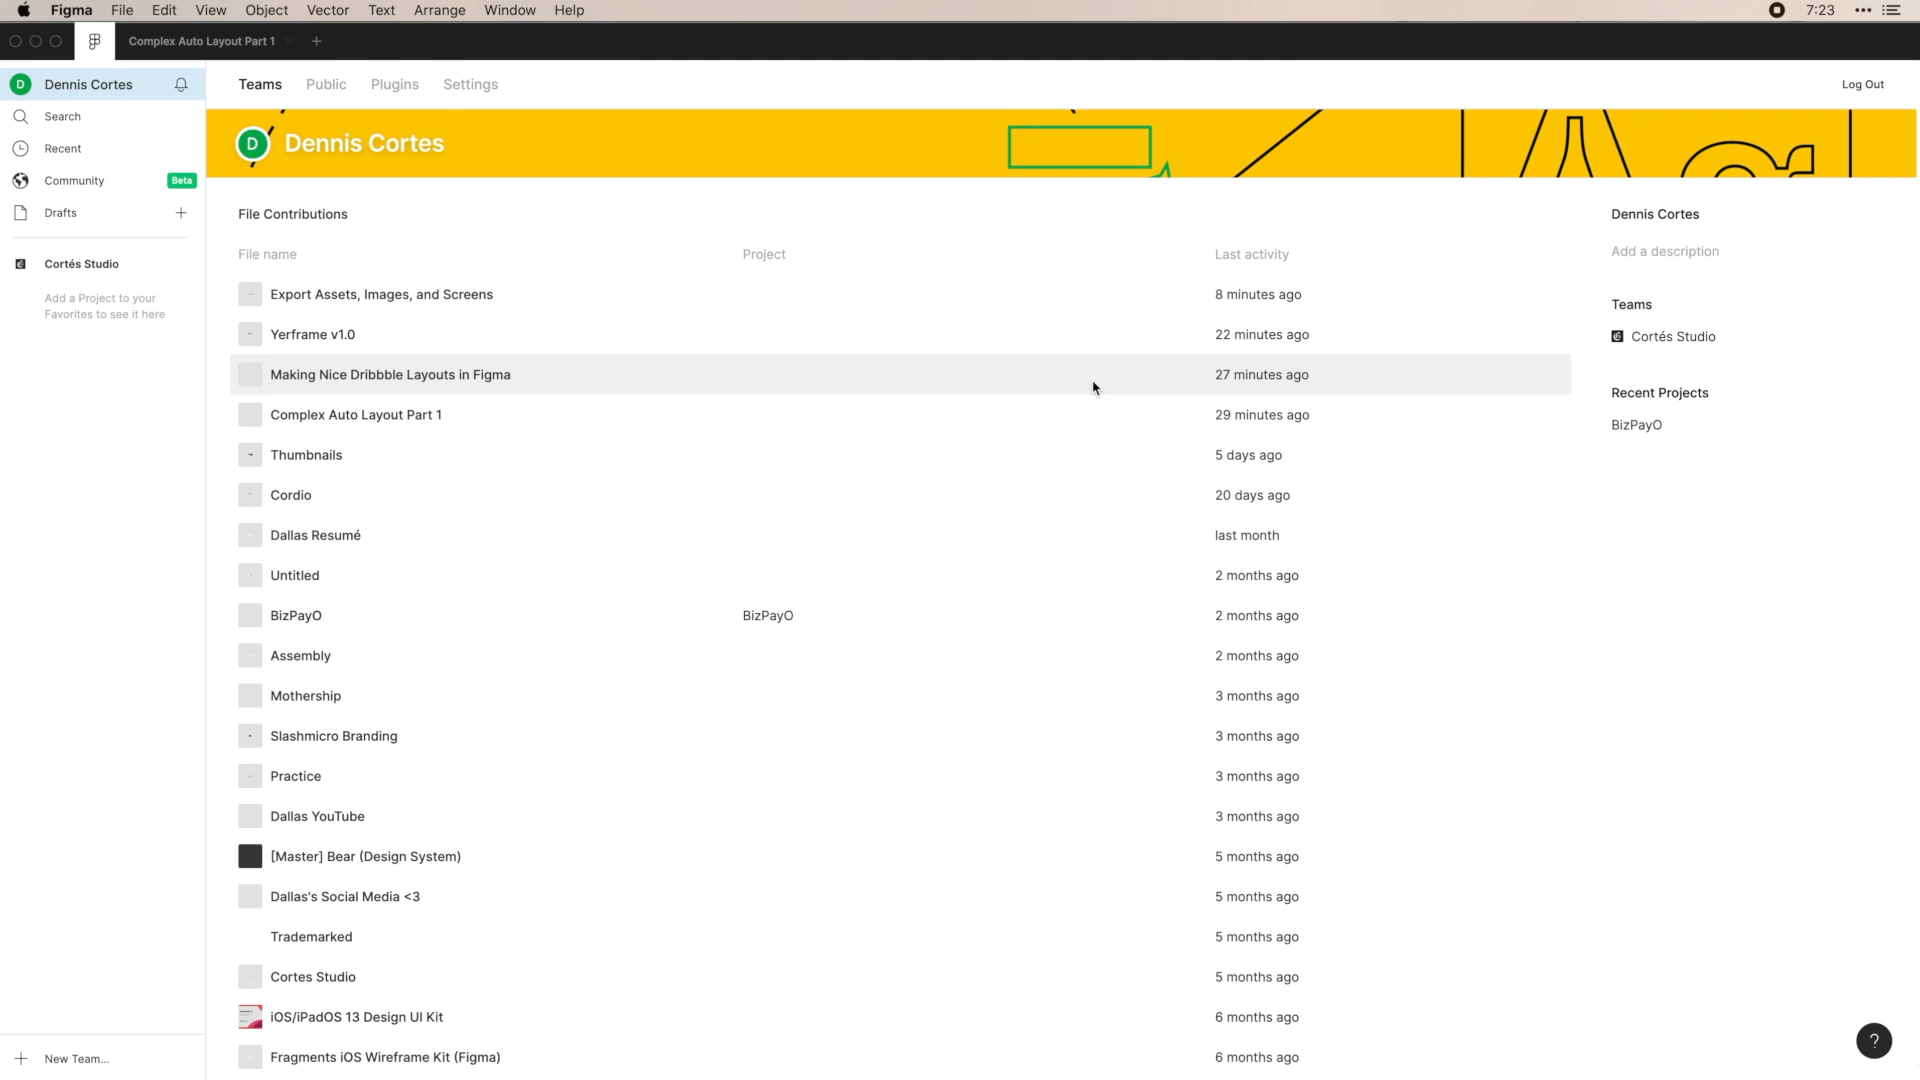 Figma File Edit View Object Vector Text Arrange Window Help 7:23
Complex Auto Layout Part 1
D Dennis Cortes
Teams Public Plugins Settings Log Out
Search
Recent
Community Beta
Drafts
Cortés Studio
Add a Project to your
Favorites to see it here
New Team...
D Dennis Cortes
Ag
File Contributions
File name Project Last activity
Export Assets, Images, and Screens 8 minutes ago
Yerframe v1.0 22 minutes ago
Making Nice Dribbble Layouts in Figma 27 minutes ago
Complex Auto Layout Part 1 29 minutes ago
Thumbnails 5 days ago
Cordio 20 days ago
Dallas Resumé last month
Untitled 2 months ago
BizPayO BizPayO 2 months ago
Assembly 2 months ago
Mothership 3 months ago
Slashmicro Branding 3 months ago
Practice 3 months ago
Dallas YouTube 3 months ago
[Master] Bear (Design System) 5 months ago
Dallas's Social Media <3 5 months ago
Trademarked 5 months ago
Cortes Studio 5 months ago
iOS/iPadOS 13 Design UI Kit 6 months ago
Fragments iOS Wireframe Kit (Figma) 6 months ago
Dennis Cortes
Add a description
Teams
Cortés Studio
Recent Projects
BizPayO
?